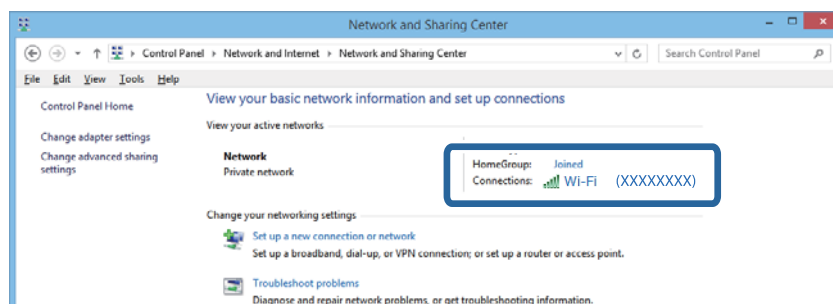 Network and Sharing Center
Control Panel Network and Internet Network and Sharing Center Search Control Panel
File Edit View Tools Help
Control Panel Home
Change adapter settings
Change advanced sharing
settings
View your basic network information and set up connections
View your active networks
Network
Private network
HomeGroup: Joined
Connections: Wi-Fi (XXXXXXXX)
Change your networking settings
Set up a new connection or network
Set up a broadband, dial-up, or VPN connection; or set up a router or access point.
Troubleshoot problems
Diagnose and repair network problems, or get troubleshooting information.